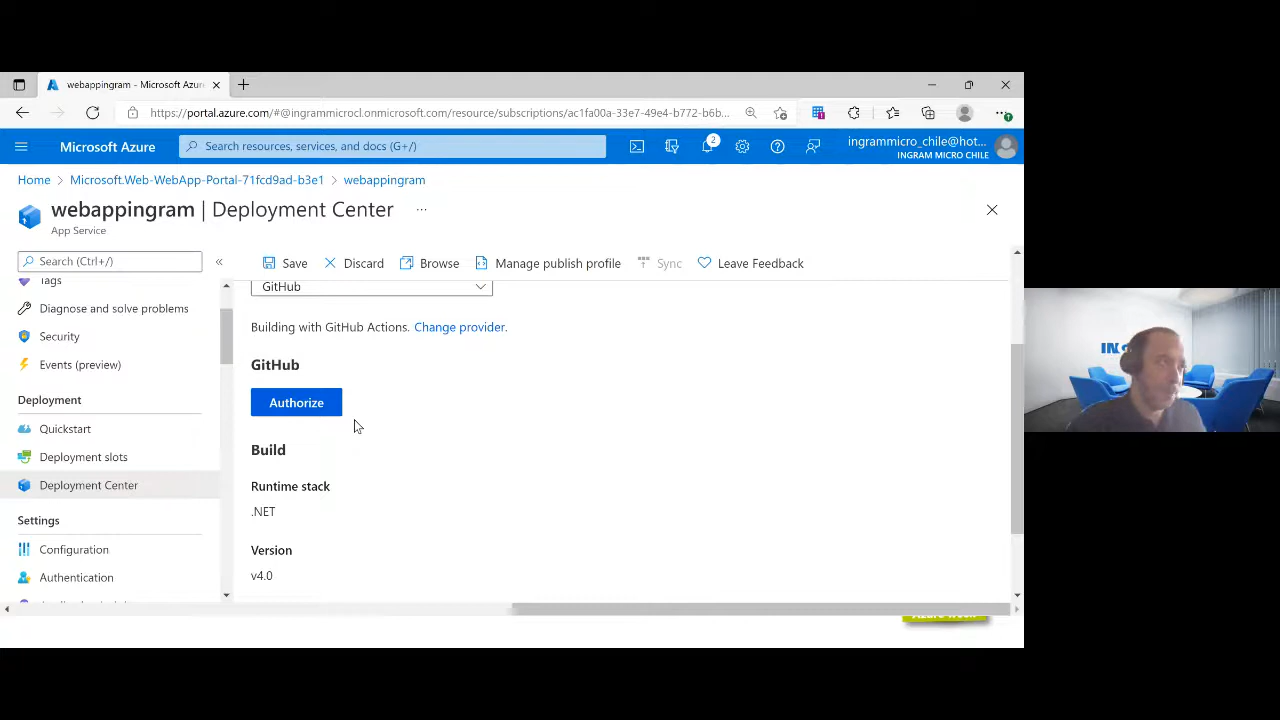 webappingram - Microsoft Azur
https://portal.azure.com/#@ingrammicrocl.onmicrosoft.com/resource/subscriptions/ac1fa00a-33e7-49e4-b772-b6b...
Microsoft Azure
Search resources, services, and docs (G+/)
2
ingrammicro_chile@hot...
INGRAM MICRO CHILE
Home > Microsoft.Web-WebApp-Portal-71fcd9ad-b3e1 > webappingram
webappingram | Deployment Center ...
App Service
Search (Ctrl+/)
«
Save
Discard
Browse
Manage publish profile
Sync
Leave Feedback
Tags
Diagnose and solve problems
Security
Events (preview)
Deployment
Quickstart
Deployment slots
Deployment Center
Settings
Configuration
Authentication
GitHub
Building with GitHub Actions. Change provider.
GitHub
Authorize
Build
Runtime stack
.NET
Version
v4.0